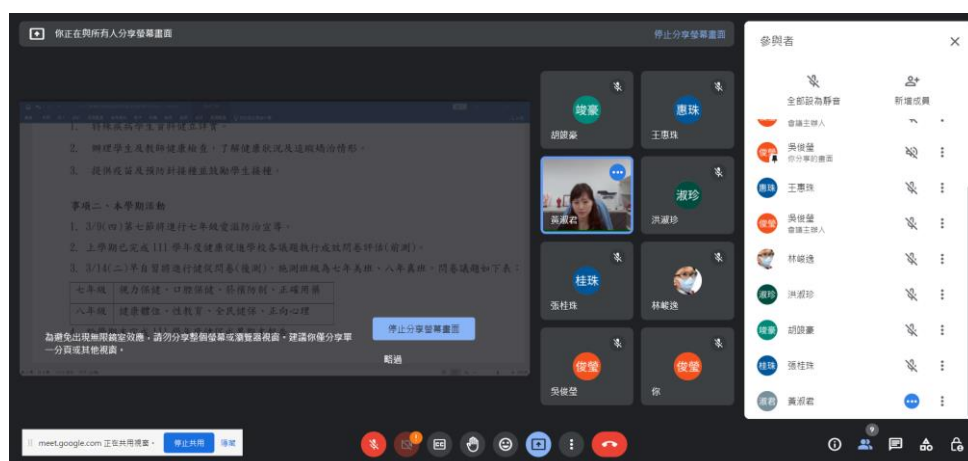 你正在與所有人分享螢幕畫面
停止分享螢幕畫面
1. 特殊疾病學生資料建立詳實。
2. 辦理學生及教師健康檢查，了解健康狀況及追蹤矯治情形。
3. 提供疫苗及預防針接種並鼓勵學生接種。
事項二、本學期活動
1. 3/9(四)第七節將進行七年級愛滋防治宣導。
2. 上學期已完成 111 學年度健康促進學校各議題執行成效問卷評估(前測)。
3. 3/14(二)早自習將進行健促問卷(後測)，施測班級為七年真班、八年真班，問卷議題如下表：
七年級 視力保健、口腔保健、菸檳防制、正確用藥
八年級 健康體位、性教育、全民健保、正向心理
為避免出現無限鏡室效應，請勿分享整個螢幕或瀏覽器視窗。建議你僅分享單
一分頁或其他視窗。
停止分享螢幕畫面
略過
竣豪
胡竣豪
惠珠
王惠珠
黃淑君
淑珍
洪淑珍
桂珠
張桂珠
林峻逸
俊瑩
吳俊瑩
俊瑩
你
參與者
全部設為靜音
新增成員
會議主辦人
俊瑩
吳俊瑩
你分享的畫面
惠珠
王惠珠
俊瑩
吳俊瑩
會議主辦人
林峻逸
淑珍
洪淑珍
竣豪
胡竣豪
桂珠
張桂珠
淑君
黃淑君
meet.google.com 正在共用視窗。
停止共用
隱藏
9